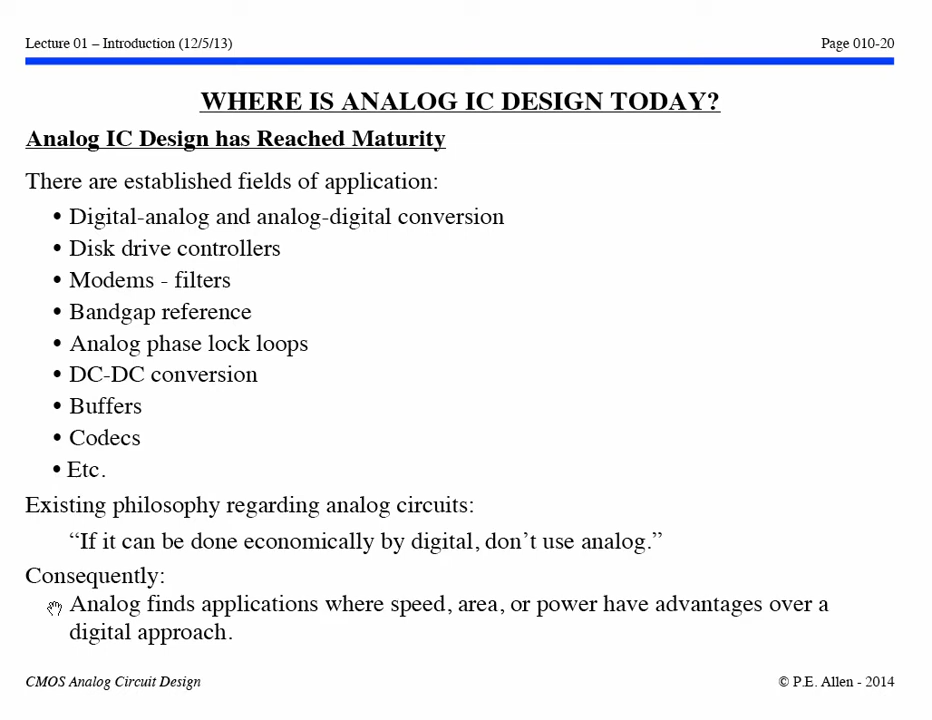 Lecture 01 – Introduction (12/5/13) Page 010-20
WHERE IS ANALOG IC DESIGN TODAY?
Analog IC Design has Reached Maturity
There are established fields of application:
• Digital-analog and analog-digital conversion
• Disk drive controllers
• Modems - filters
• Bandgap reference
• Analog phase lock loops
• DC-DC conversion
• Buffers
• Codecs
• Etc.
Existing philosophy regarding analog circuits:
“If it can be done economically by digital, don’t use analog.”
Consequently:
Analog finds applications where speed, area, or power have advantages over a
digital approach.
CMOS Analog Circuit Design © P.E. Allen - 2014